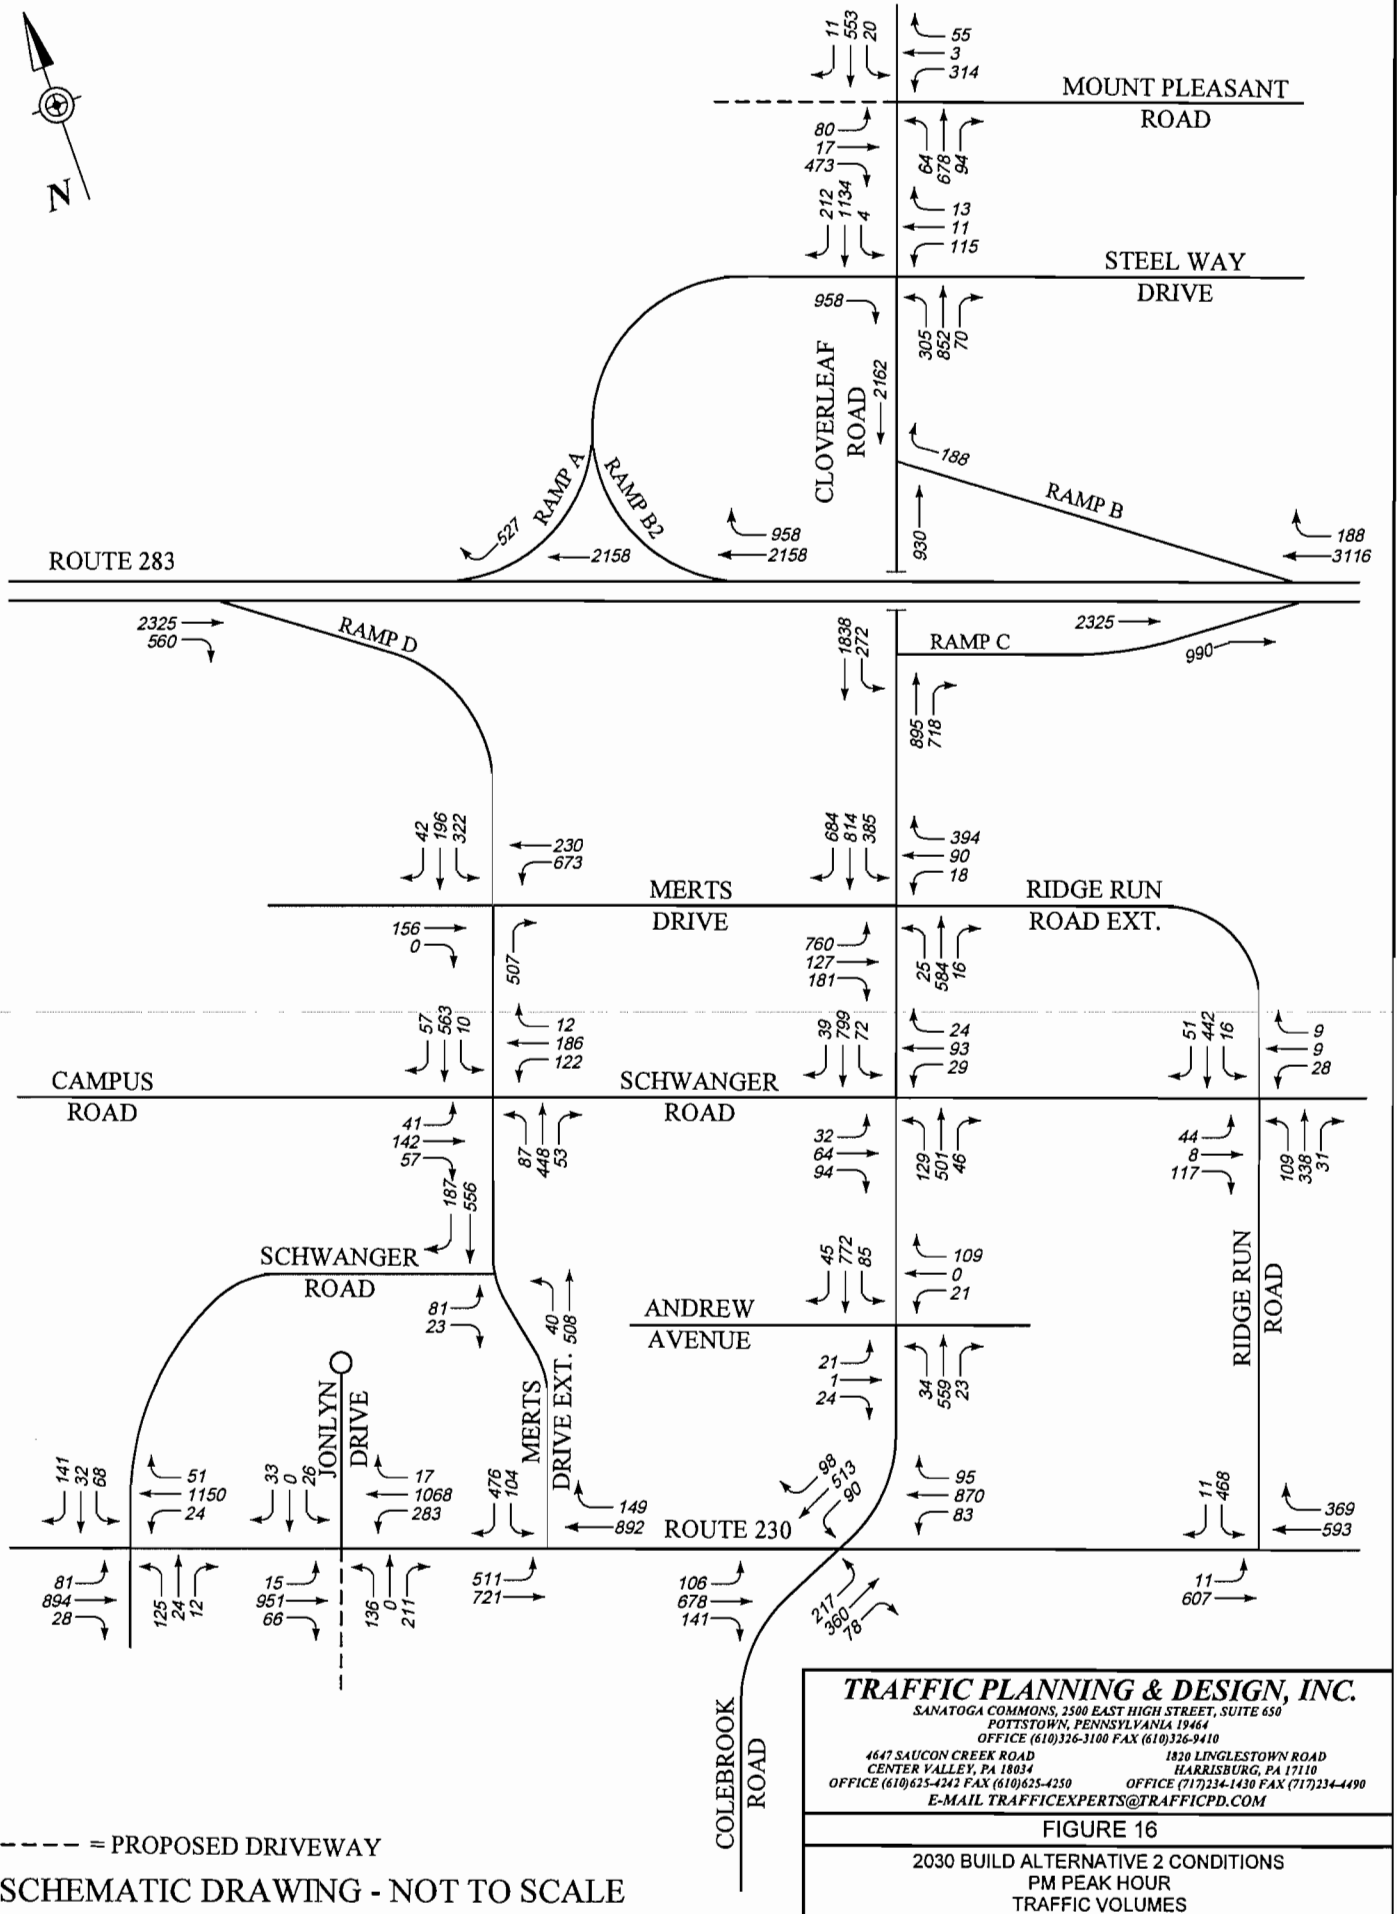 11 553 20
55
3
314
MOUNT PLEASANT
ROAD
80
17
473
64 678 94
212 1134 4
13
11
115
STEEL WAY
DRIVE
958
305 852 70
CLOVERLEAF
ROAD
2162
188
RAMP B
930
RAMP A
RAMP B2
527
2158
958
2158
188
3116
ROUTE 283
2325
560
RAMP D
1838 272
RAMP C
2325
990
895 718
42 196 322
230
673
684 814 385
394
90
18
MERTS
DRIVE
RIDGE RUN
ROAD EXT.
156
0
507
760
127
181
25 584 16
57 563 10
12
186
122
39 799 72
24
93
29
51 442 16
9
9
28
CAMPUS
ROAD
SCHWANGER
ROAD
41
142
57
87 448 53
32
64
94
129 501 46
44
8
117
109 338 31
187 556
SCHWANGER
ROAD
81
23
40 508
45 772 85
109
0
21
ANDREW
AVENUE
21
1
24
34 559 23
RIDGE RUN
ROAD
JONLYN
DRIVE
MERTS
DRIVE EXT.
141 32 68
51
1150
24
33 0 26
17
1068
283
476 104
149
892
98 513 90
95
870
83
11 468
369
593
ROUTE 230
81
894
28
125 24 12
15
951
66
136 0 211
511
721
106
678
141
217 360 78
11
607
COLEBROOK
ROAD
N
TRAFFIC PLANNING & DESIGN, INC.
SANATOGA COMMONS, 2500 EAST HIGH STREET, SUITE 650
POTTSTOWN, PENNSYLVANIA 19464
OFFICE (610)326-3100 FAX (610)326-9410
4647 SAUCON CREEK ROAD
CENTER VALLEY, PA 18034
OFFICE (610)625-4242 FAX (610)625-4250
1820 LINGLESTOWN ROAD
HARRISBURG, PA 17110
OFFICE (717)234-1430 FAX (717)234-4490
E-MAIL TRAFFICEXPERTS@TRAFFICPD.COM
FIGURE 16
2030 BUILD ALTERNATIVE 2 CONDITIONS
PM PEAK HOUR
TRAFFIC VOLUMES
---- = PROPOSED DRIVEWAY
SCHEMATIC DRAWING - NOT TO SCALE